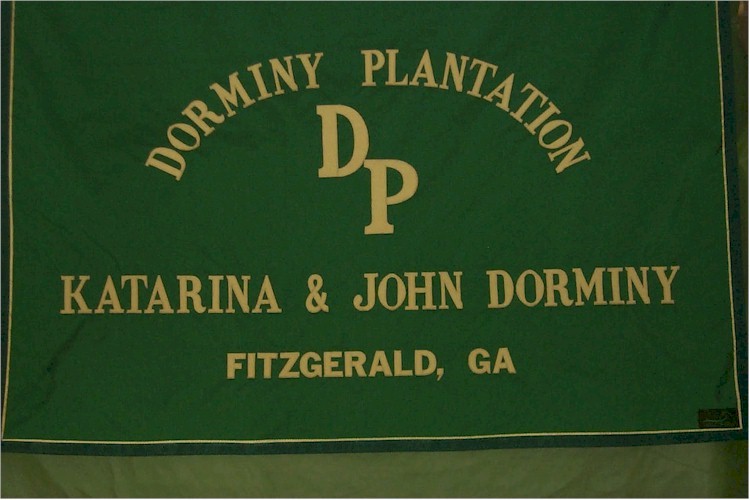 DORMINY PLANTATION
DP
KATARINA & JOHN DORMINY
FITZGERALD, GA